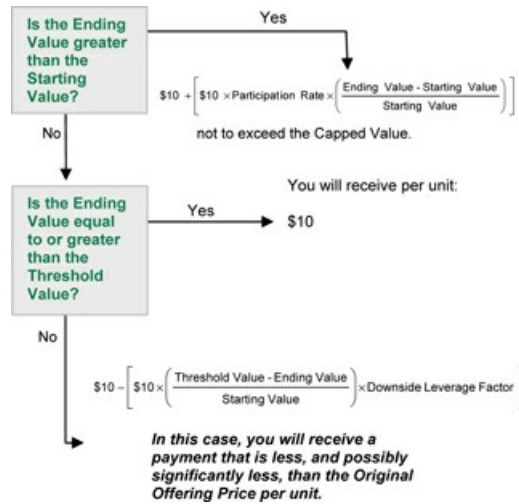 Is the Ending
Value greater
than the
Starting
Value?
Yes
$10 + [ $10 × Participation Rate × ( Ending Value - Starting Value / Starting Value ) ]
not to exceed the Capped Value.
No
You will receive per unit:
Is the Ending
Value equal
to or greater
than the
Threshold
Value?
Yes
$10
No
$10 − [ $10 × ( Threshold Value - Ending Value / Starting Value ) × Downside Leverage Factor
In this case, you will receive a
payment that is less, and possibly
significantly less, than the Original
Offering Price per unit.